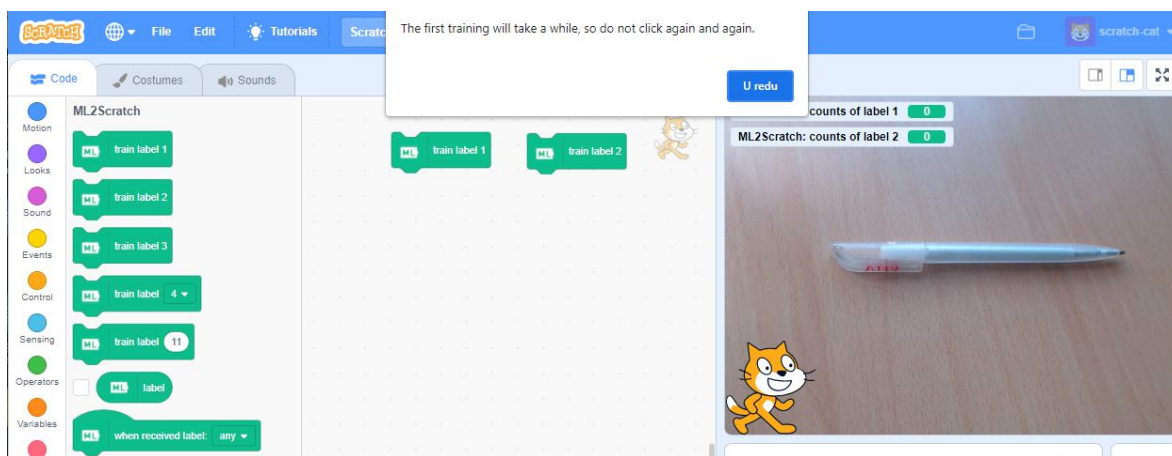 SCRATCH
File
Edit
Tutorials
Scratc
The first training will take a while, so do not click again and again.
U redu
scratch-cat
Code
Costumes
Sounds
Motion
Looks
Sound
Events
Control
Sensing
Operators
Variables
ML2Scratch
ML train label 1
ML train label 2
ML train label 3
ML train label 4
ML train label 11
ML label
ML when received label: any
ML train label 1
ML train label 2
counts of label 1 0
ML2Scratch: counts of label 2 0